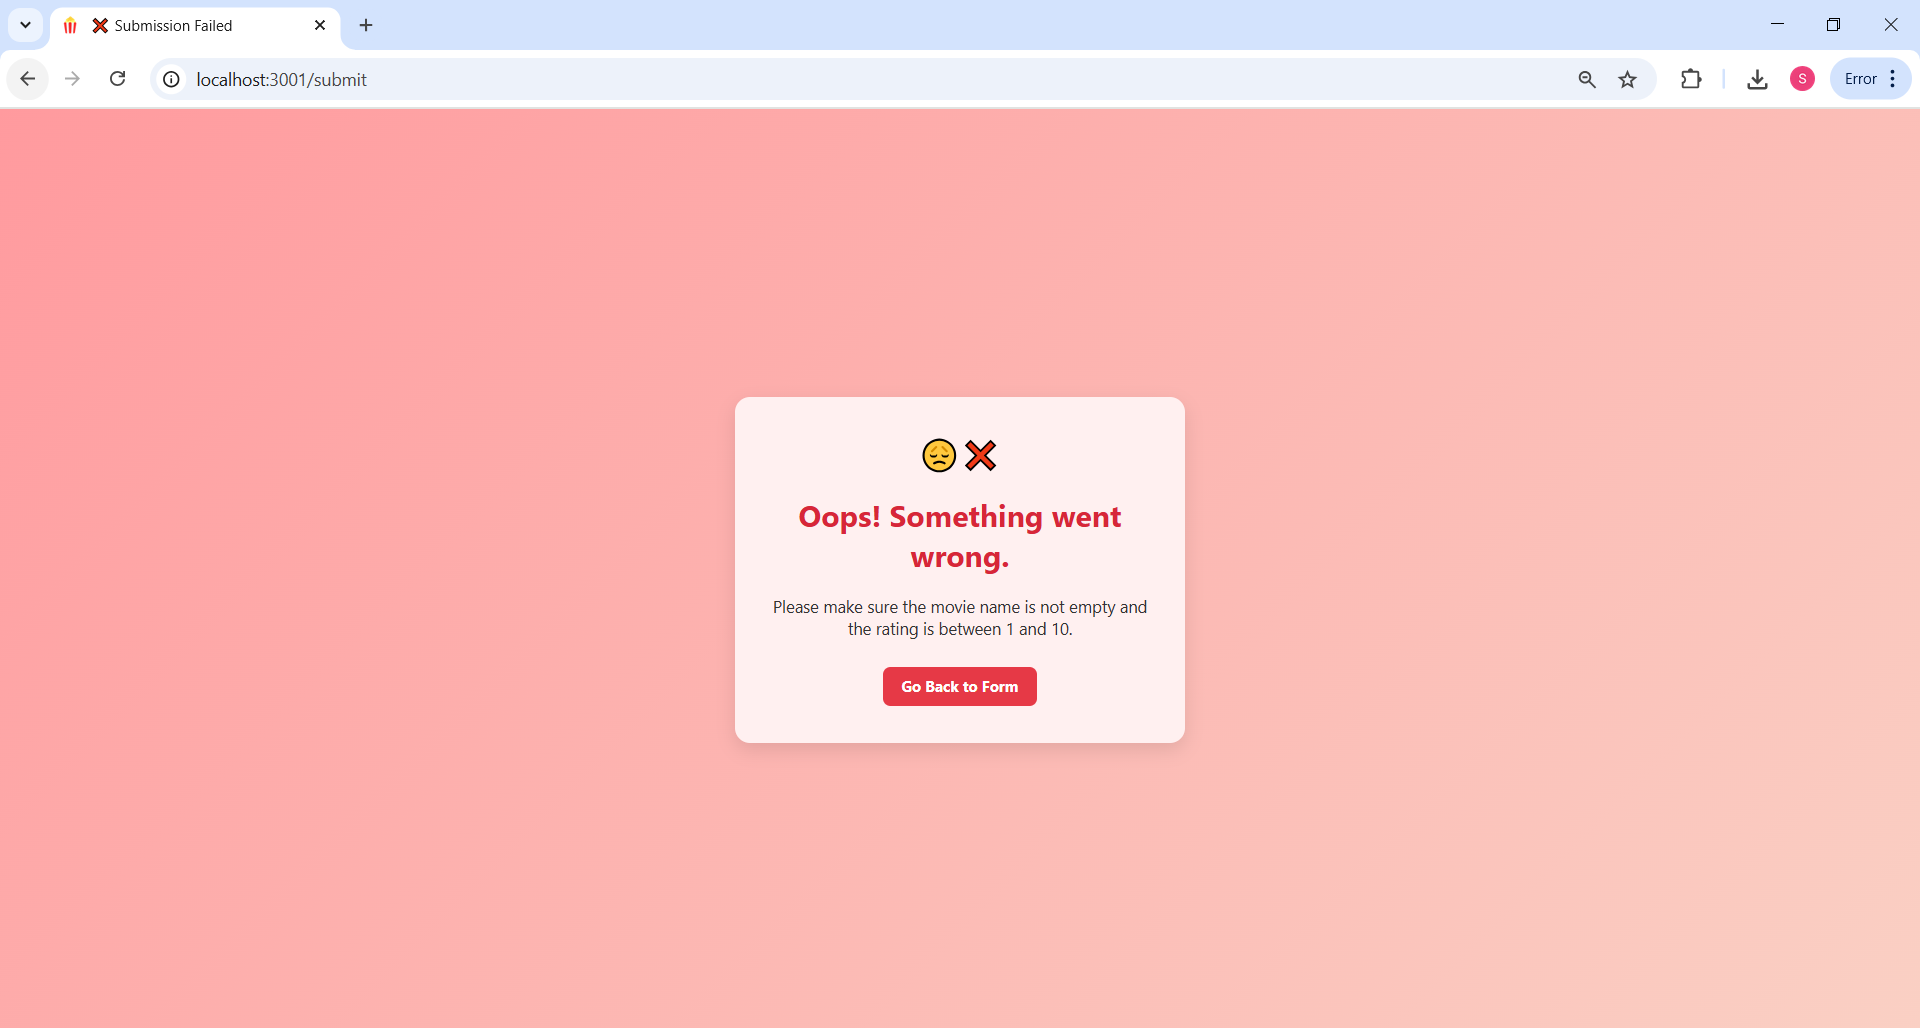 ❌ Submission Failed
localhost:3001/submit
S
Error
😞❌
Oops! Something went
wrong.
Please make sure the movie name is not empty and
the rating is between 1 and 10.
Go Back to Form